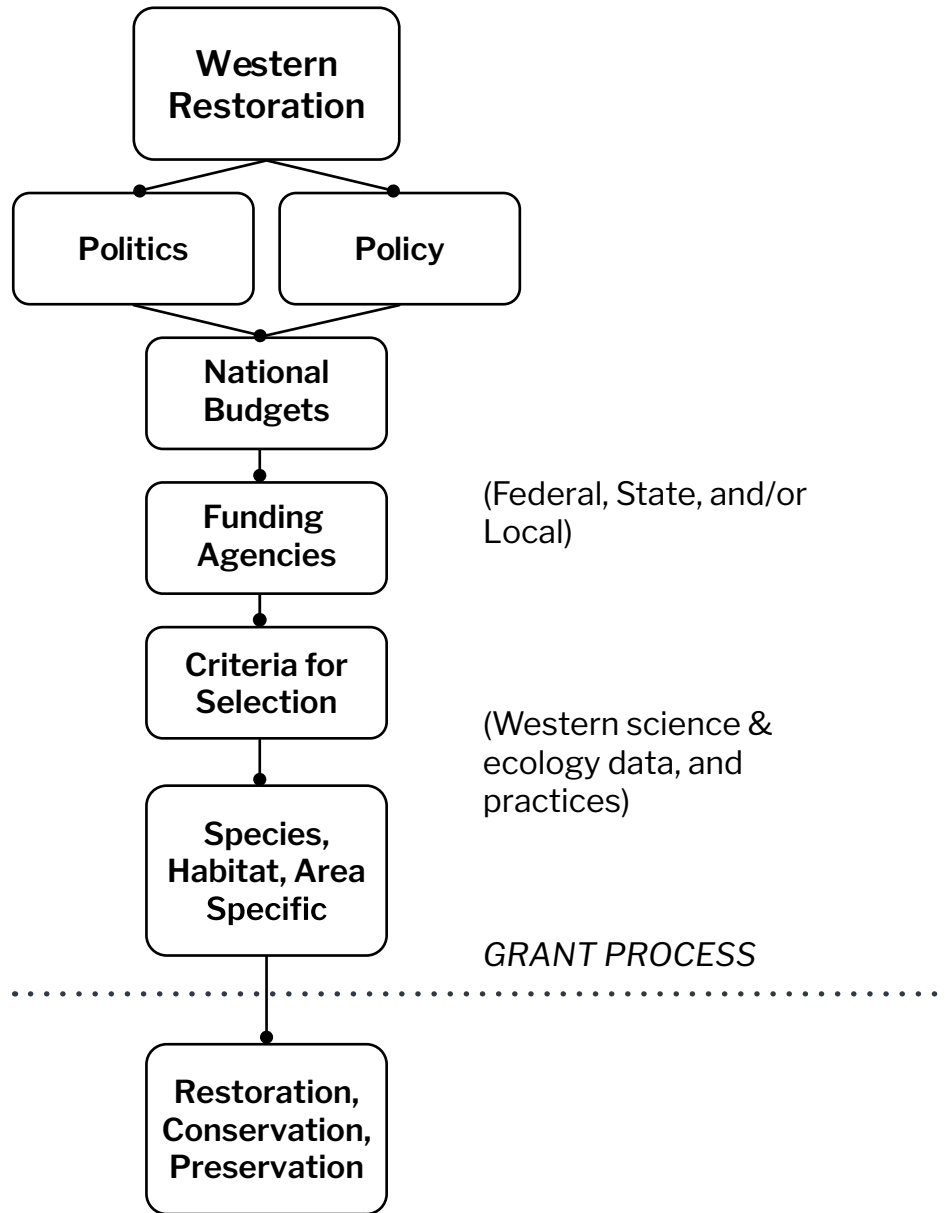 Western
Restoration
Politics
Policy
National
Budgets
(Federal, State, and/or
Local)
Funding
Agencies
Criteria for
Selection
(Western science &
ecology data, and
practices)
Species,
Habitat, Area
Specific
GRANT PROCESS
Restoration,
Conservation,
Preservation